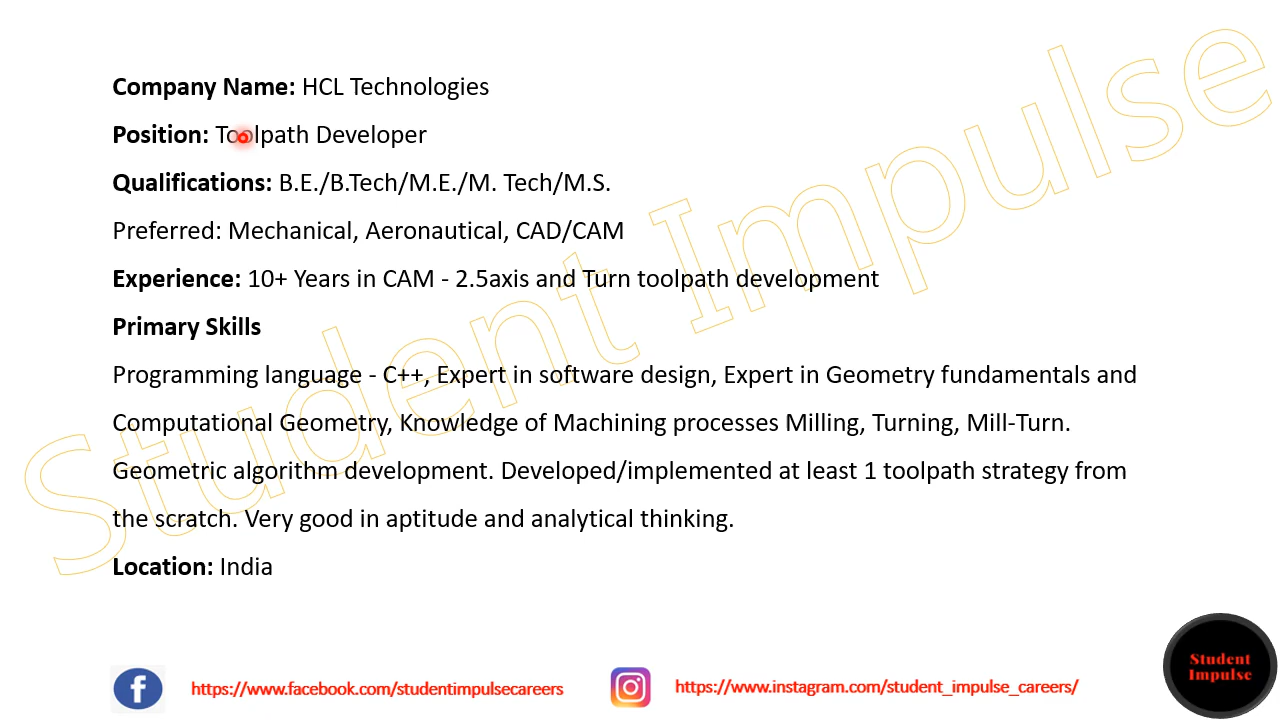 Company Name: HCL Technologies
Position: Toolpath Developer
Qualifications: B.E./B.Tech/M.E./M. Tech/M.S.
Preferred: Mechanical, Aeronautical, CAD/CAM
Experience: 10+ Years in CAM - 2.5axis and Turn toolpath development
Primary Skills
Programming language - C++, Expert in software design, Expert in Geometry fundamentals and
Computational Geometry, Knowledge of Machining processes Milling, Turning, Mill-Turn.
Geometric algorithm development. Developed/implemented at least 1 toolpath strategy from
the scratch. Very good in aptitude and analytical thinking.
Location: India
Student Impulse
https://www.facebook.com/studentimpulsecareers
https://www.instagram.com/student_impulse_careers/
Student
Impulse